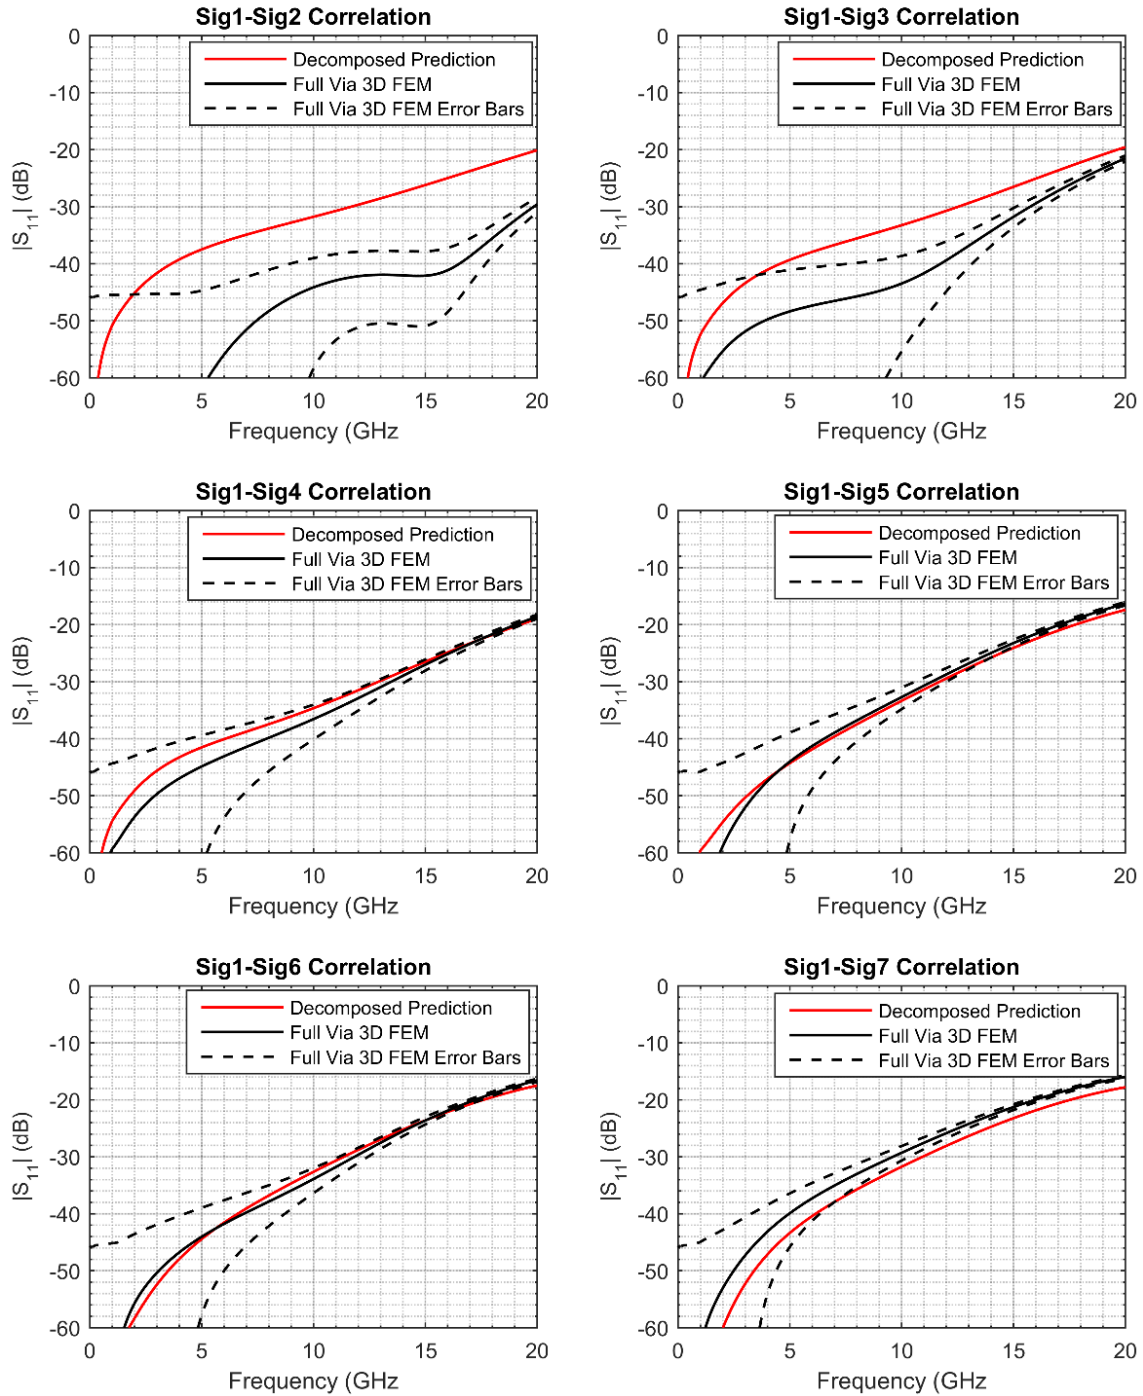 Sig1-Sig2 Correlation
0
-10
-20
-30
-40
-50
-60
|S11| (dB)
Decomposed Prediction
Full Via 3D FEM
Full Via 3D FEM Error Bars
0 5 10 15 20
Frequency (GHz
Sig1-Sig3 Correlation
0
-10
-20
-30
-40
-50
-60
|S11| (dB)
Decomposed Prediction
Full Via 3D FEM
Full Via 3D FEM Error Bars
0 5 10 15 20
Frequency (GHz
Sig1-Sig4 Correlation
0
-10
-20
-30
-40
-50
-60
|S11| (dB)
Decomposed Prediction
Full Via 3D FEM
Full Via 3D FEM Error Bars
0 5 10 15 20
Frequency (GHz
Sig1-Sig5 Correlation
0
-10
-20
-30
-40
-50
-60
|S11| (dB)
Decomposed Prediction
Full Via 3D FEM
Full Via 3D FEM Error Bars
0 5 10 15 20
Frequency (GHz
Sig1-Sig6 Correlation
0
-10
-20
-30
-40
-50
-60
|S11| (dB)
Decomposed Prediction
Full Via 3D FEM
Full Via 3D FEM Error Bars
0 5 10 15 20
Frequency (GHz
Sig1-Sig7 Correlation
0
-10
-20
-30
-40
-50
-60
|S11| (dB)
Decomposed Prediction
Full Via 3D FEM
Full Via 3D FEM Error Bars
0 5 10 15 20
Frequency (GHz